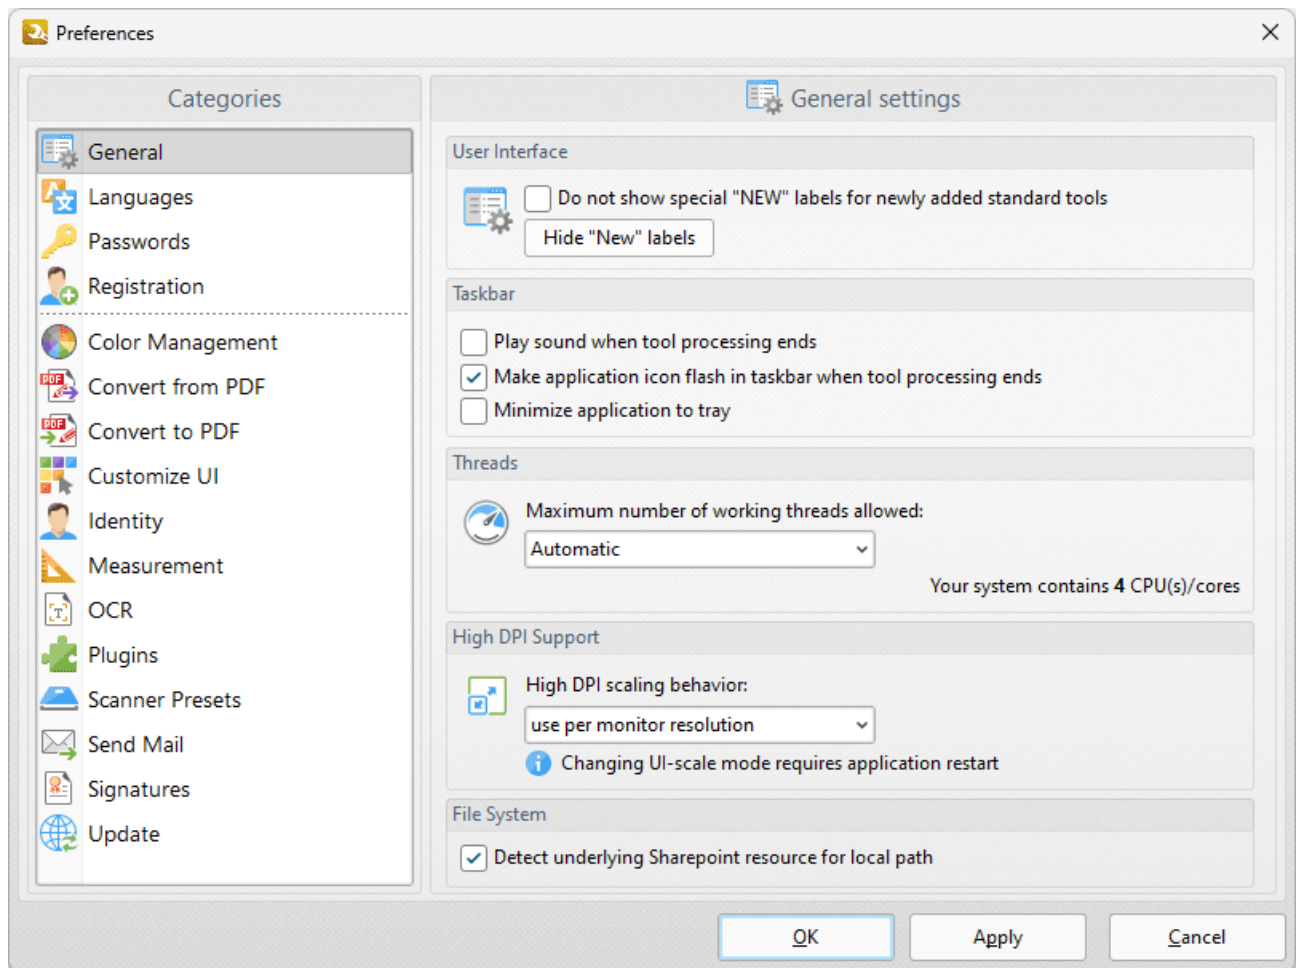 Preferences
Categories
General
Languages
Passwords
Registration
Color Management
PDF
Convert from PDF
PDF
Convert to PDF
Customize UI
Identity
Measurement
T
OCR
Plugins
Scanner Presets
Send Mail
Signatures
Update
General settings
User Interface
Do not show special "NEW" labels for newly added standard tools
Hide "New" labels
Taskbar
Play sound when tool processing ends
Make application icon flash in taskbar when tool processing ends
Minimize application to tray
Threads
Maximum number of working threads allowed:
Automatic
Your system contains 4 CPU(s)/cores
High DPI Support
High DPI scaling behavior:
use per monitor resolution
Changing UI-scale mode requires application restart
File System
Detect underlying Sharepoint resource for local path
OK
Apply
Cancel